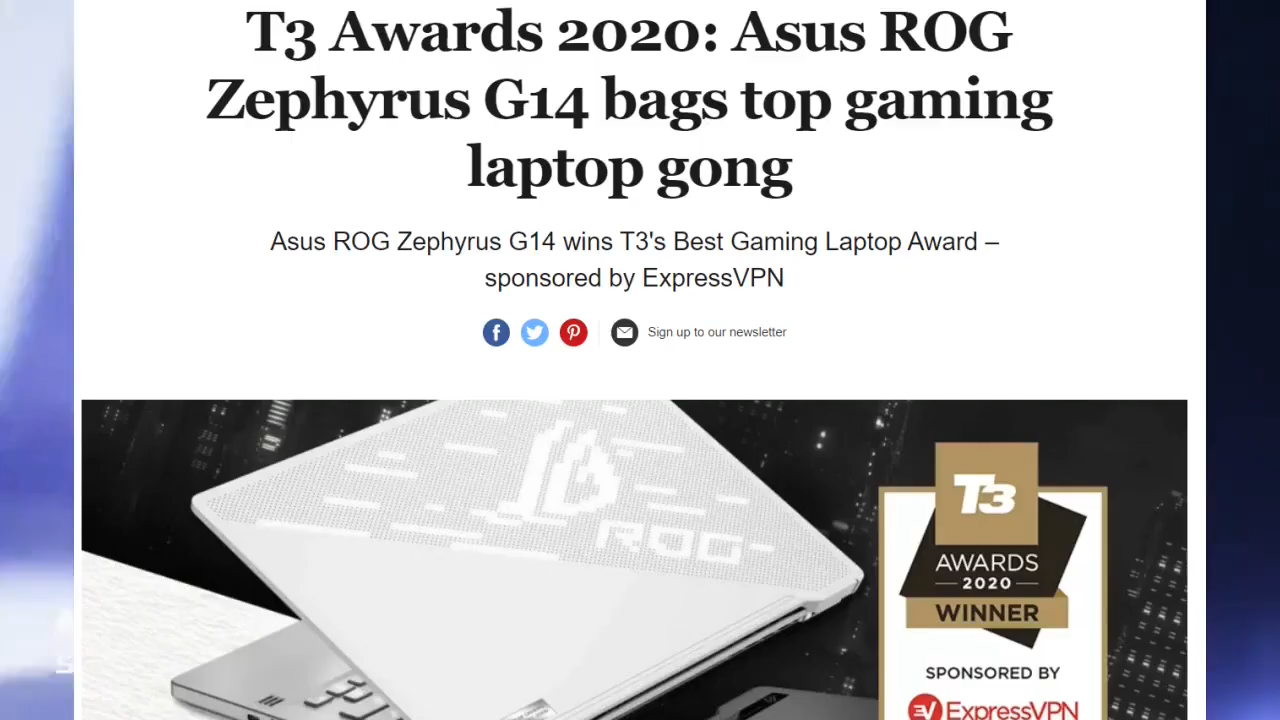 T3 Awards 2020: Asus ROG
Zephyrus G14 bags top gaming
laptop gong
Asus ROG Zephyrus G14 wins T3's Best Gaming Laptop Award –
sponsored by ExpressVPN
Sign up to our newsletter
ROG
T3
AWARDS
2020
WINNER
SPONSORED BY
ExpressVPN